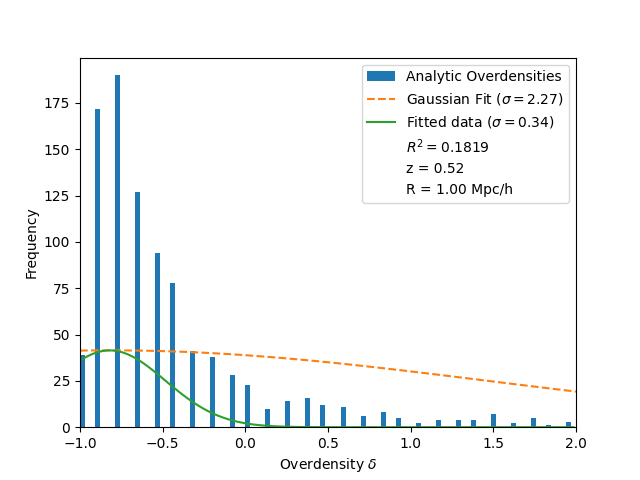 Analytic Overdensities
Gaussian Fit (σ = 2.27)
Fitted data (σ = 0.34)
R² = 0.1819
z = 0.52
R = 1.00 Mpc/h
Frequency
175
150
125
100
75
50
25
0
−1.0 −0.5 0.0 0.5 1.0 1.5 2.0
Overdensity δ